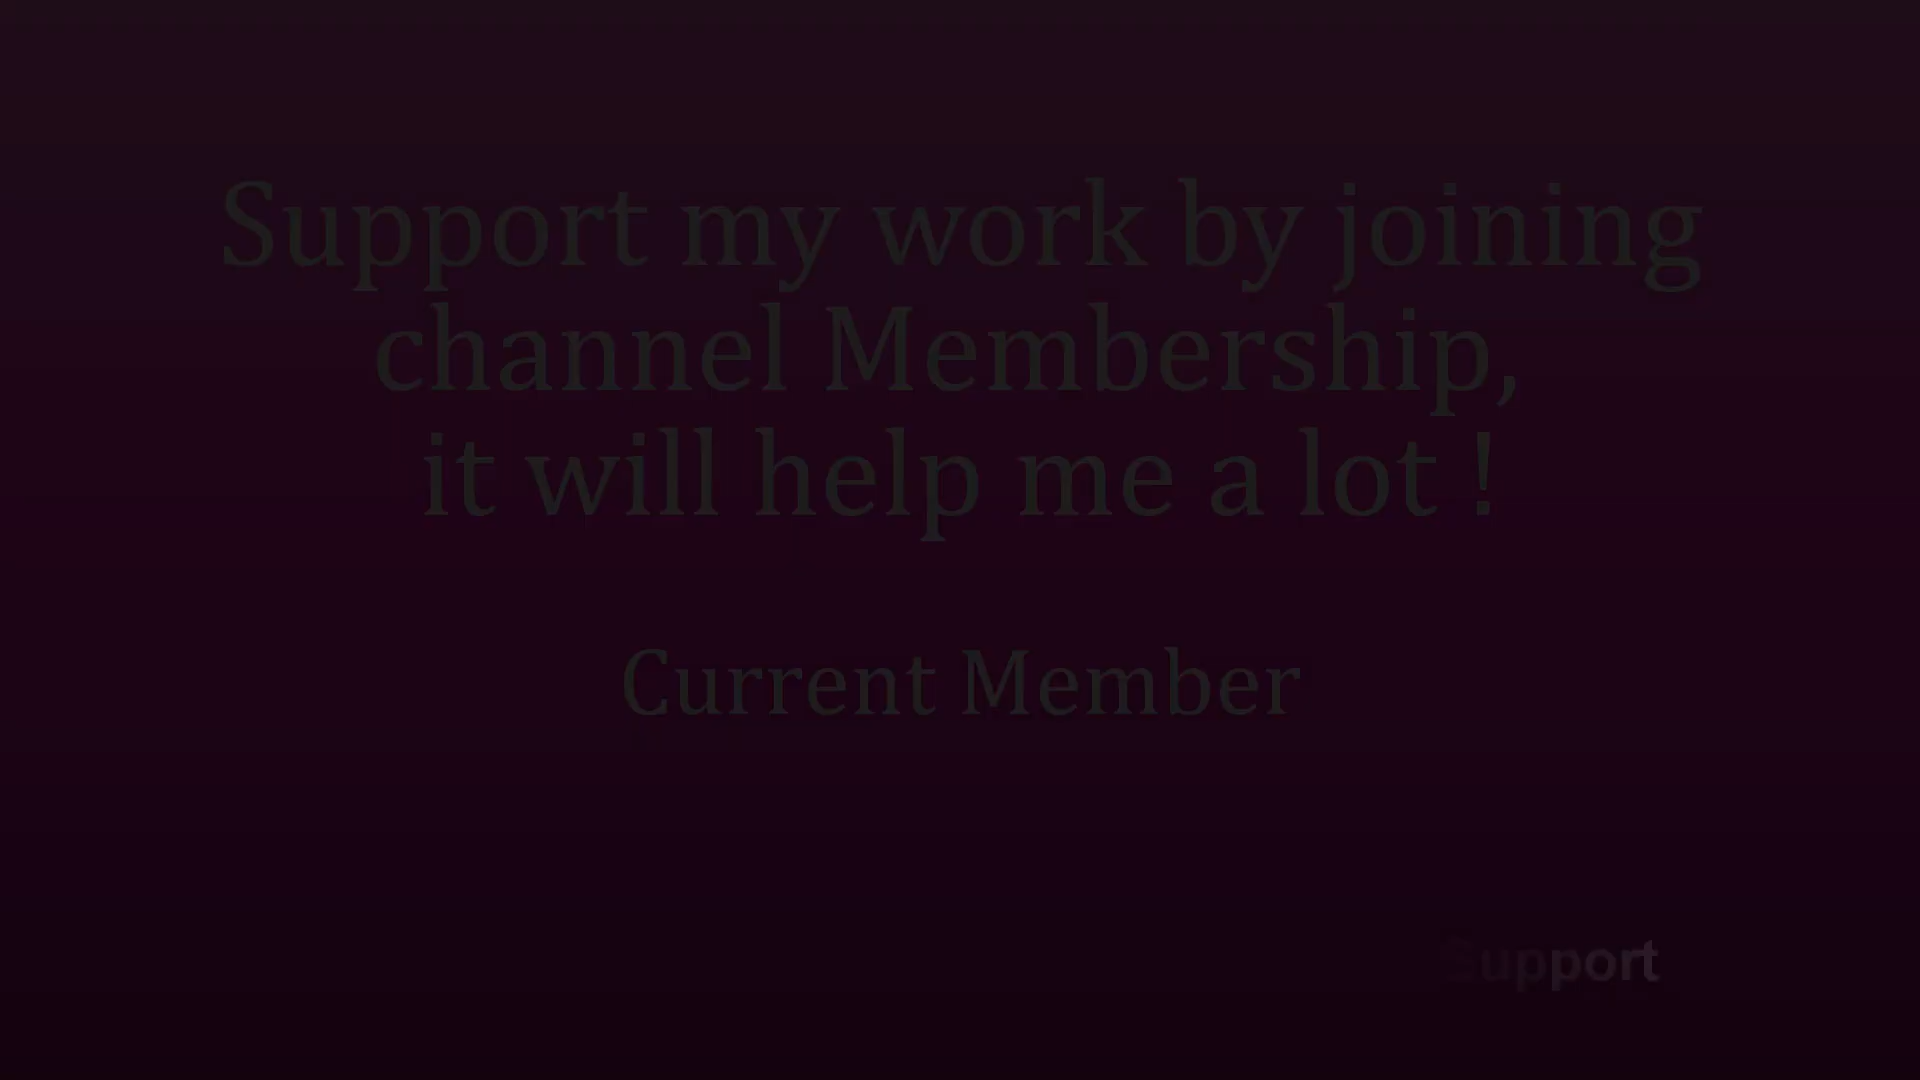 Support my work by joining
channel Membership,
it will help me a lot !
Current Member
Support